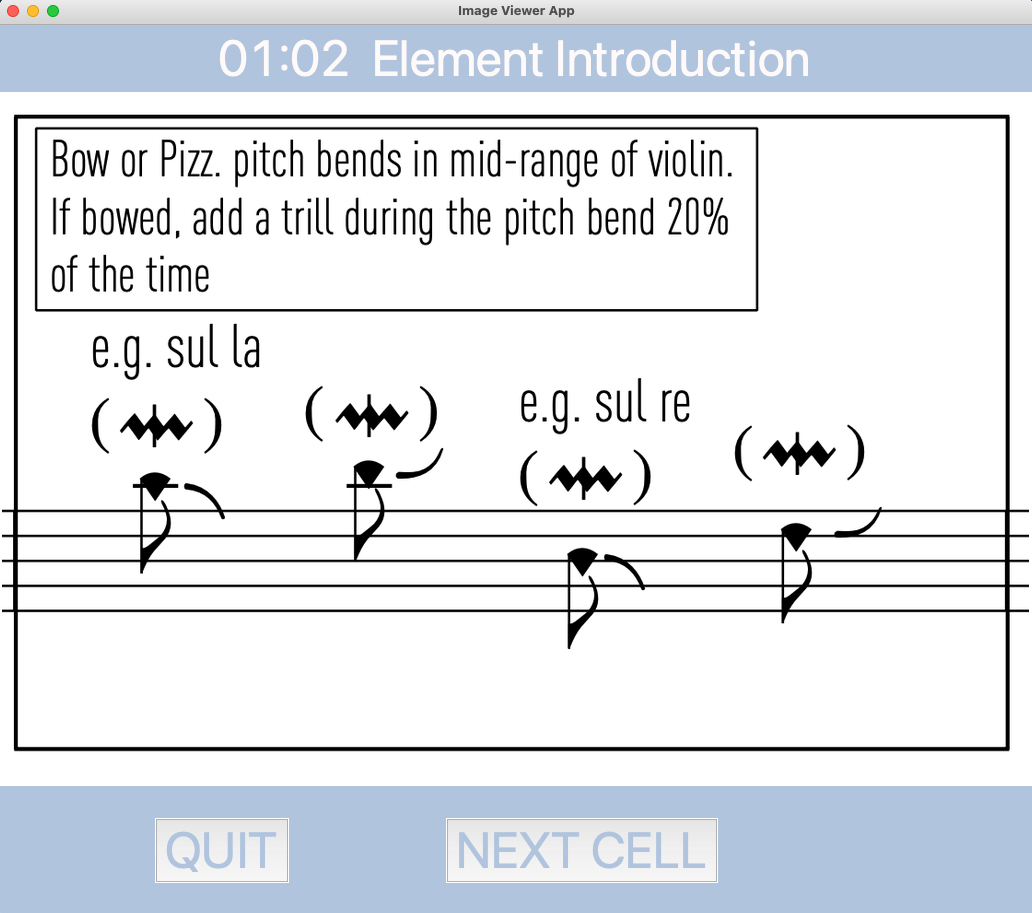 Image Viewer App
01:02 Element Introduction
Bow or Pizz. pitch bends in mid-range of violin.
If bowed, add a trill during the pitch bend 20%
of the time
e.g. sul la
e.g. sul re
QUIT
NEXT CELL